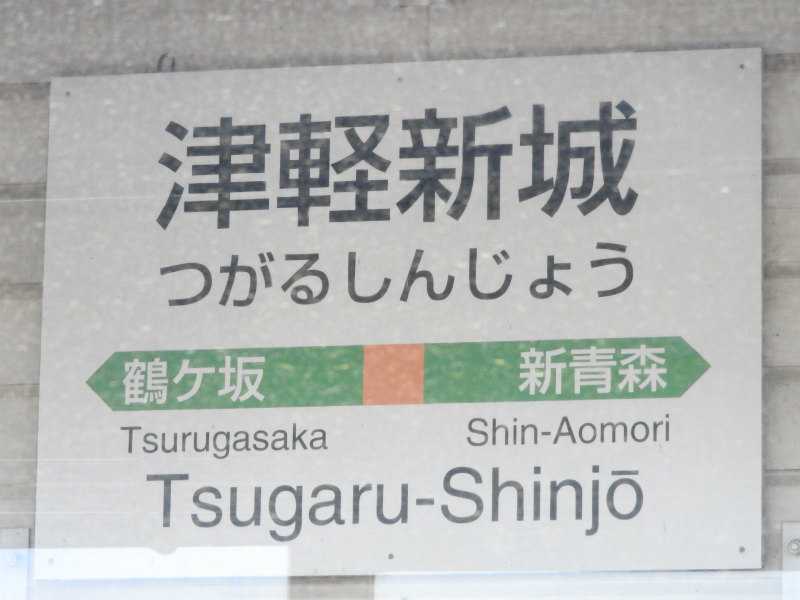 津軽新城
つがるしんじょう
鶴ケ坂 新青森
Tsurugasaka Shin-Aomori
Tsugaru-Shinjō